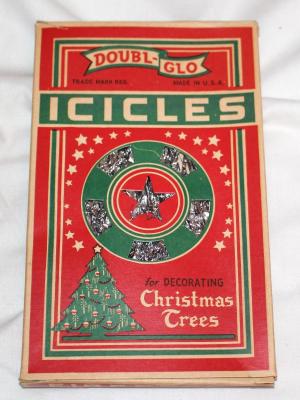 DOUBL-GLO
TRADE MARK REG. MADE IN U.S.A.
ICICLES
for DECORATING
Christmas
Trees